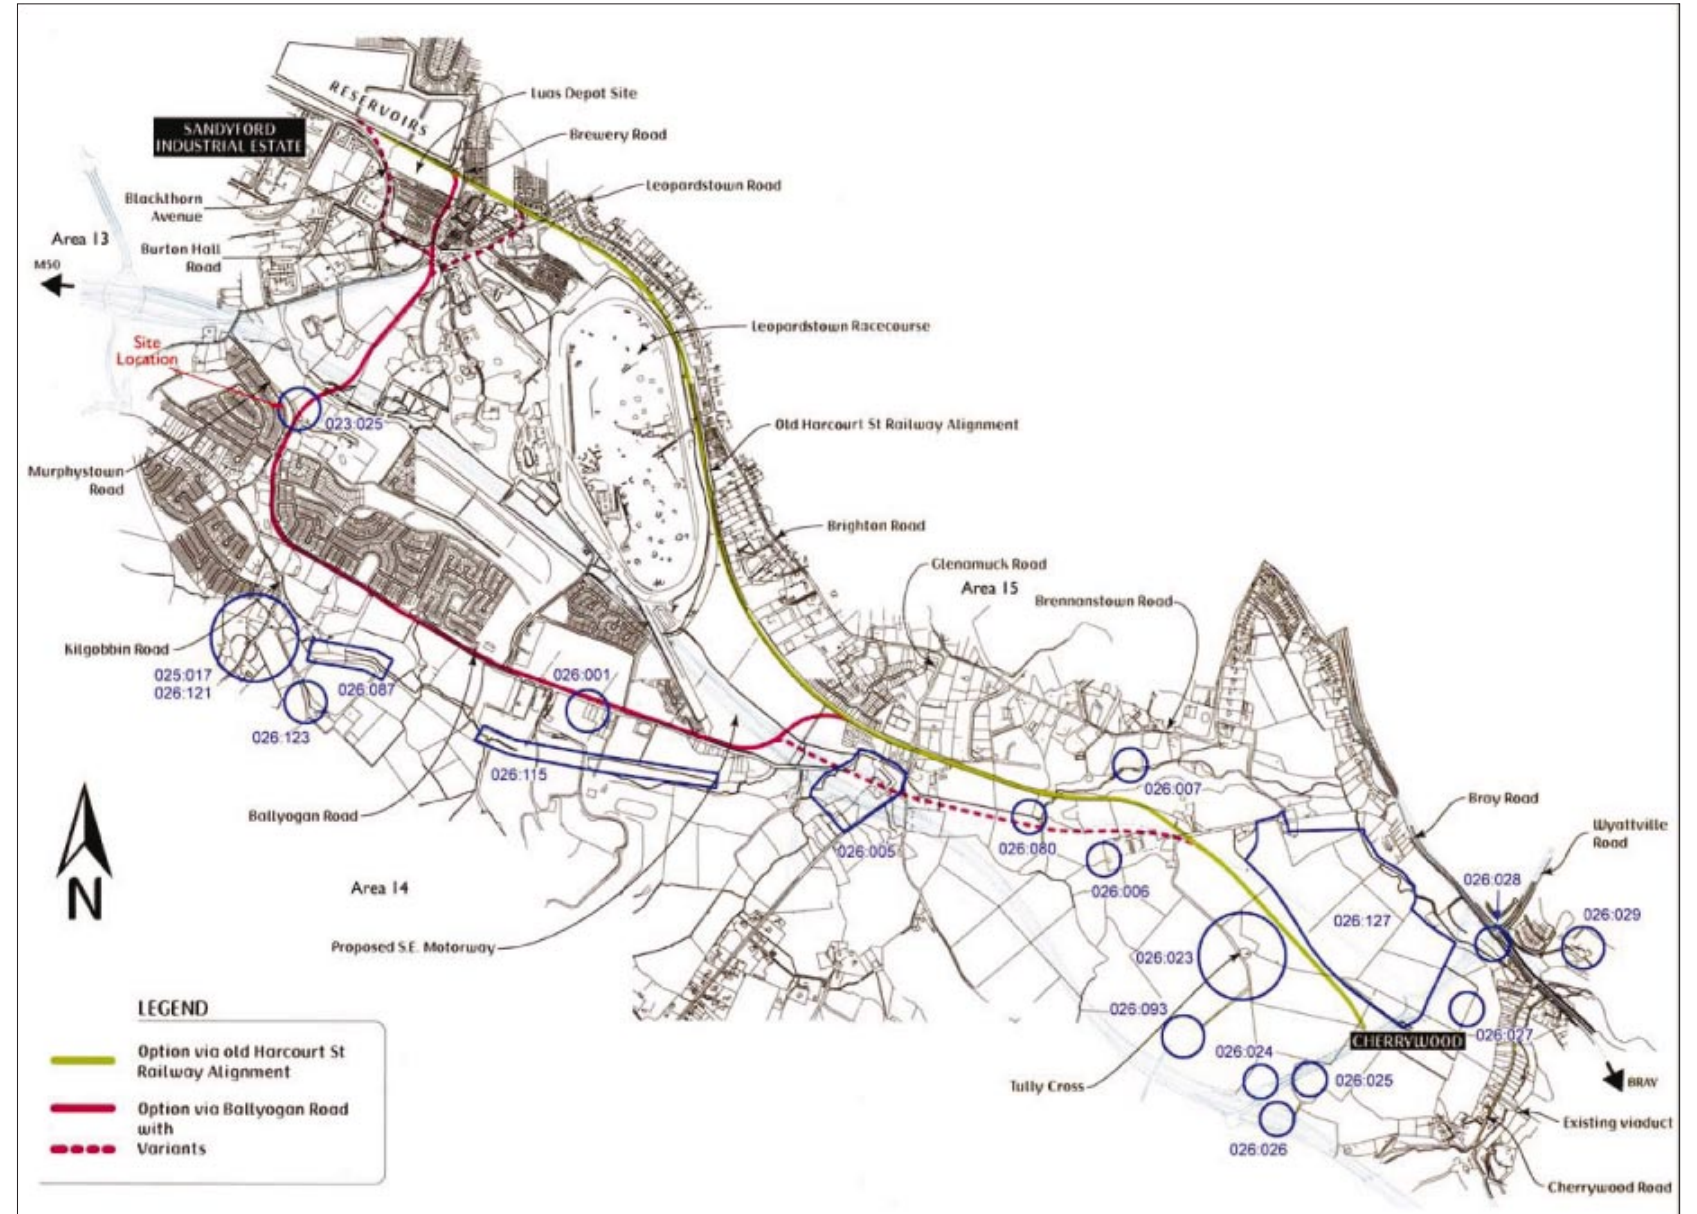 RESERVOIRS
Luas Depot Site
SANDYFORD
INDUSTRIAL ESTATE
Brewery Road
Leopardstown Road
Blackthorn
Avenue
Area 13
Burton Hall
Road
M50
Leopardstown Racecourse
Site
Location
023:025
Old Harcourt St Railway Alignment
Murphystown
Road
Brighton Road
Glenamuck Road
Area 15
Brennanstown Road
Kilgobbin Road
025:017
026:121
026:087
026:001
026:123
026:115
026:007
Bray Road
Ballyogan Road
Wyattville
Road
026:005
026:080
026:006
026:028
Area 14
N
026:127
026:029
Proposed S.E. Motorway
026:023
026:093
026:027
CHERRYWOOD
026:024
026:025
Tully Cross
BRAY
026:026
Existing viaduct
Cherrywood Road
LEGEND
Option via old Harcourt St
Railway Alignment
Option via Ballyogan Road
with
Variants